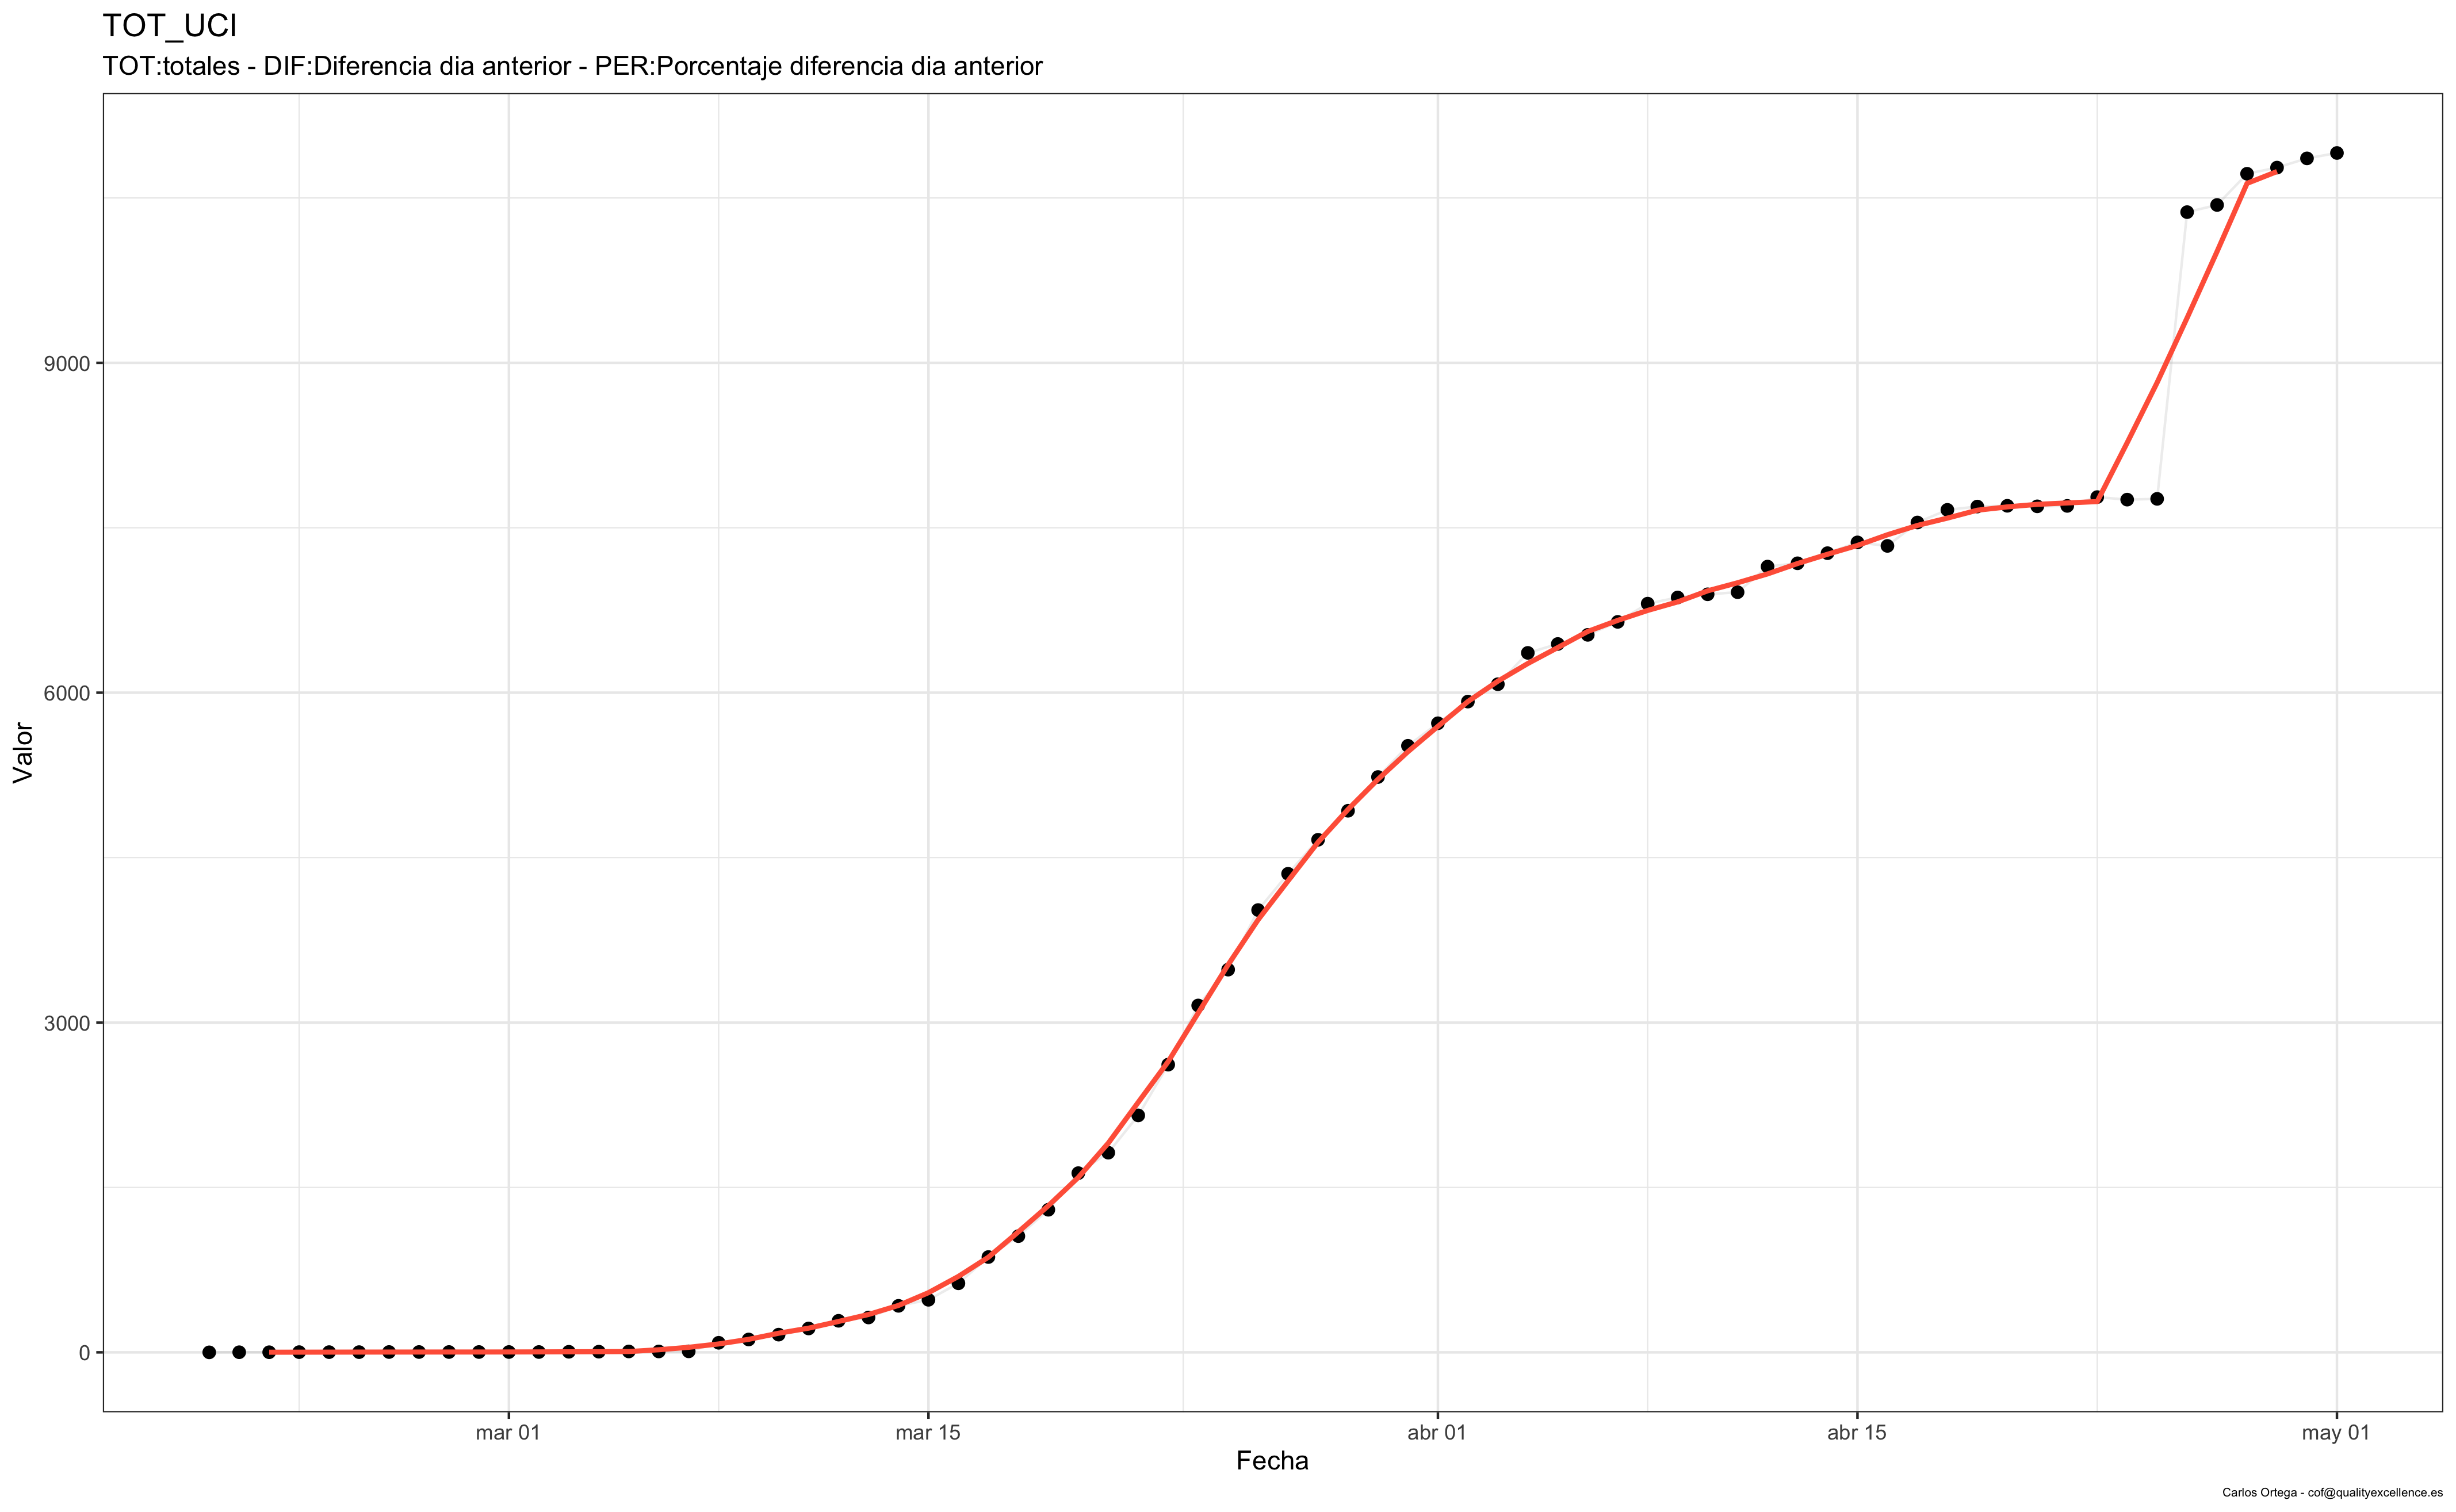 TOT_UCI
TOT:totales - DIF:Diferencia dia anterior - PER:Porcentaje diferencia dia anterior
9000
6000
3000
0
Valor
mar 01
mar 15
abr 01
abr 15
may 01
Fecha
Carlos Ortega - cof@qualityexcellence.es